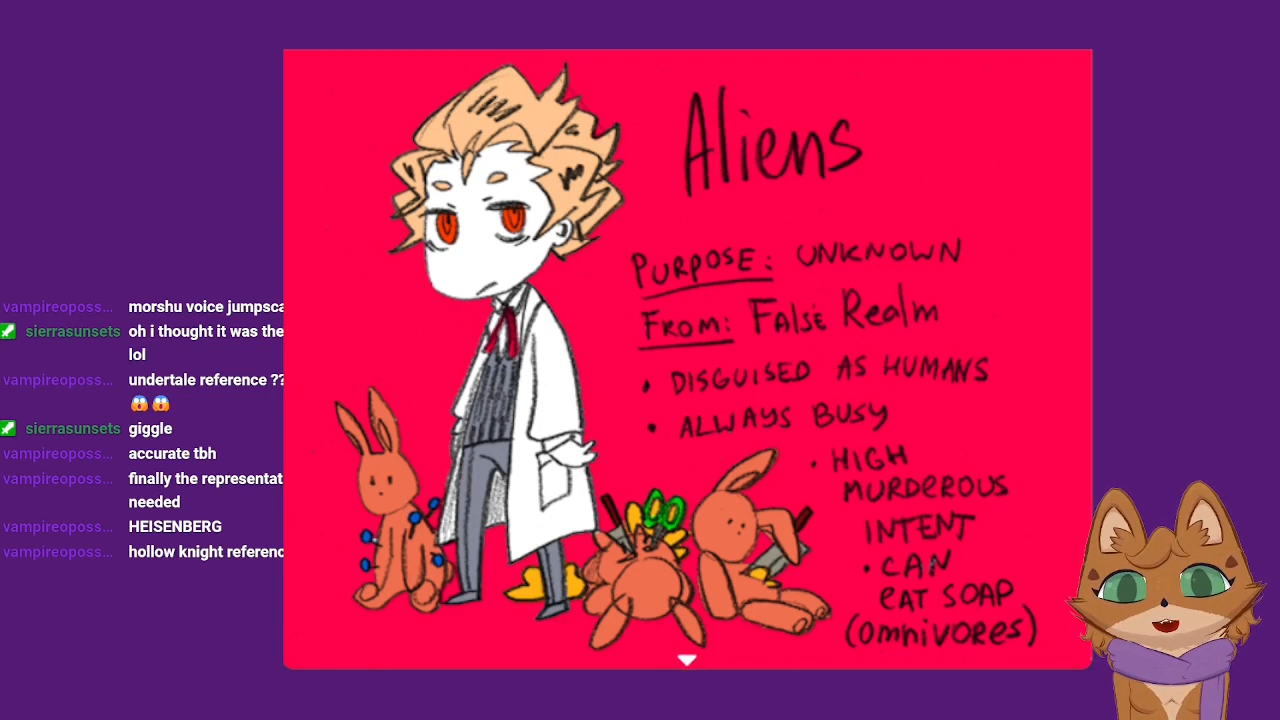 vampireoposs... morshu voice jumpsca
sierrasunsets oh i thought it was the
lol
vampireoposs... undertale reference ??
sierrasunsets giggle
vampireoposs... accurate tbh
vampireoposs... finally the representat
needed
vampireoposs... HEISENBERG
vampireoposs... hollow knight referenc
Aliens
PURPOSE: UNKNOWN
FROM: False Realm
• DISGUISED AS HUMANS
• ALWAYS BUSY
• HIGH
MURDEROUS
INTENT
• CAN
eAT SOAP
(omnivores)